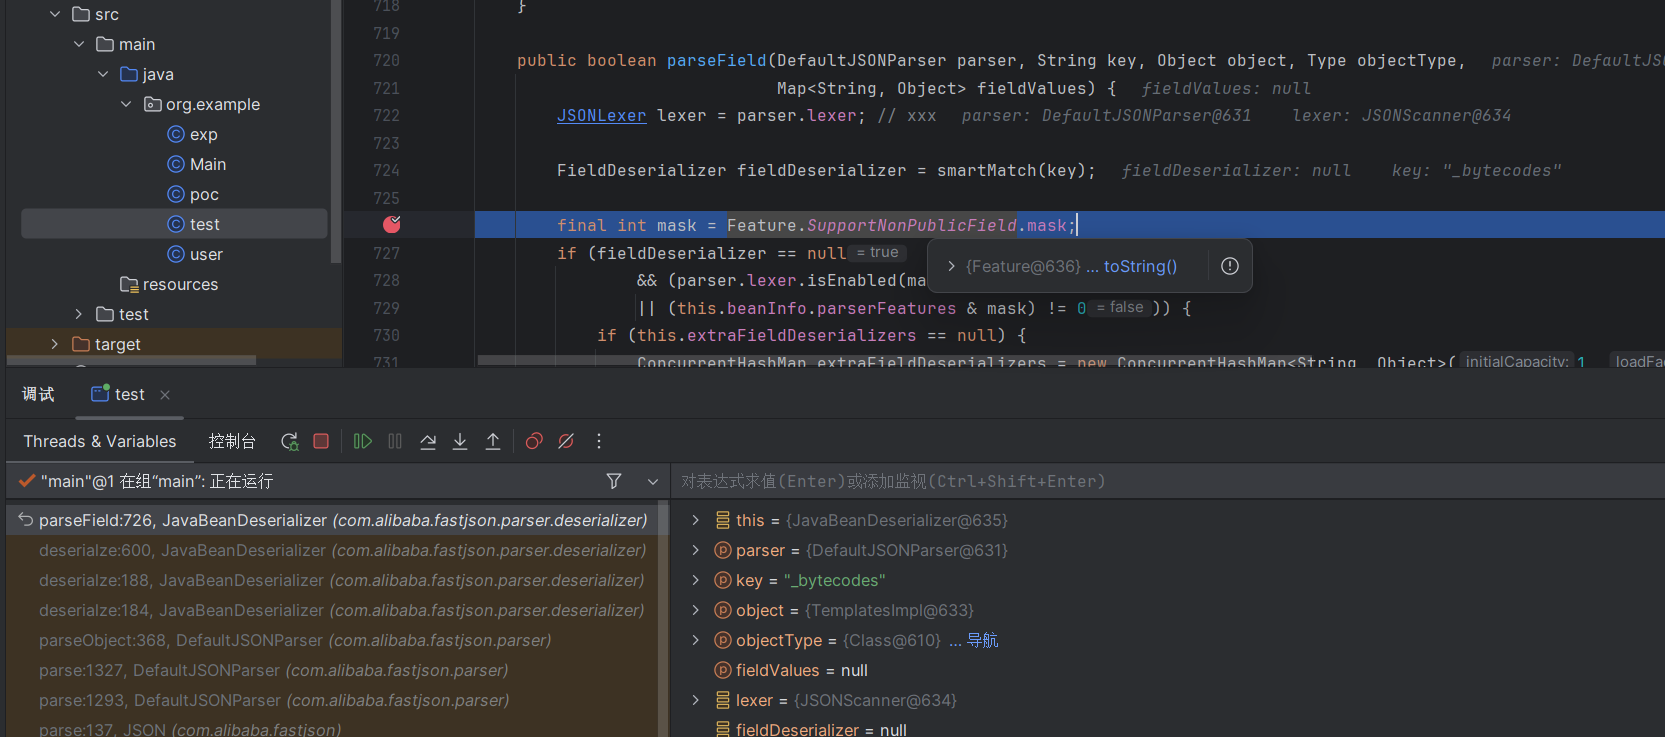 src
main
java
org.example
exp
Main
poc
test
user
resources
test
target
718 }
719
720 public boolean parseField(DefaultJSONParser parser, String key, Object object, Type objectType, parser: DefaultJSO
721 Map<String, Object> fieldValues) { fieldValues: null
722 JSONLexer lexer = parser.lexer; // xxx parser: DefaultJSONParser@631 lexer: JSONScanner@634
723
724 FieldDeserializer fieldDeserializer = smartMatch(key); fieldDeserializer: null key: "_bytecodes"
725
final int mask = Feature.SupportNonPublicField.mask;
727 if (fieldDeserializer == null = true
{Feature@636} ... toString()
728 && (parser.lexer.isEnabled(ma
729 || (this.beanInfo.parserFeatures & mask) != 0 = false )) {
730 if (this.extraFieldDeserializers == null) {
731 ConcurrentHashMap extraFieldDeserializers = new ConcurrentHashMap<String, Object>( initialCapacity: 1 loadFa
调试 test
Threads & Variables 控制台
"main"@1 在组“main”: 正在运行
对表达式求值(Enter)或添加监视(Ctrl+Shift+Enter)
parseField:726, JavaBeanDeserializer (com.alibaba.fastjson.parser.deserializer)
deserialze:600, JavaBeanDeserializer (com.alibaba.fastjson.parser.deserializer)
deserialze:188, JavaBeanDeserializer (com.alibaba.fastjson.parser.deserializer)
deserialze:184, JavaBeanDeserializer (com.alibaba.fastjson.parser.deserializer)
parseObject:368, DefaultJSONParser (com.alibaba.fastjson.parser)
parse:1327, DefaultJSONParser (com.alibaba.fastjson.parser)
parse:1293, DefaultJSONParser (com.alibaba.fastjson.parser)
parse:137, JSON (com.alibaba.fastjson)
this = {JavaBeanDeserializer@635}
parser = {DefaultJSONParser@631}
key = "_bytecodes"
object = {TemplatesImpl@633}
objectType = {Class@610} ... 导航
fieldValues = null
lexer = {JSONScanner@634}
fieldDeserializer = null